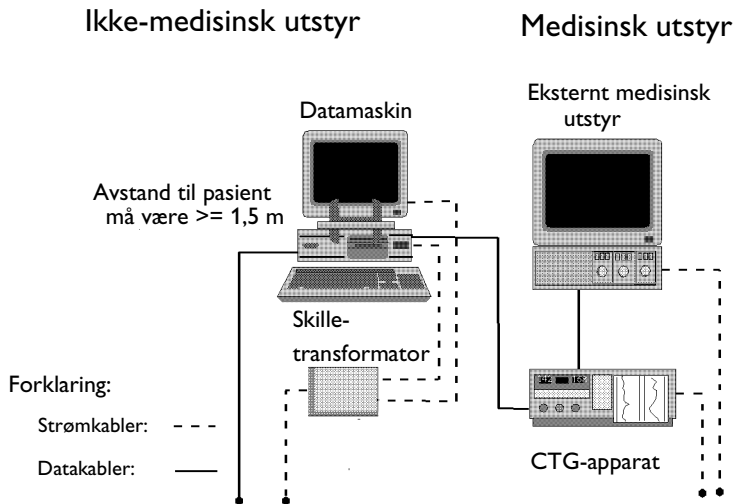 Ikke-medisinsk utstyr
Medisinsk utstyr
Datamaskin
Eksternt medisinsk
utstyr
Avstand til pasient
må være >= 1,5 m
Skille-
transformator
Forklaring:
Strømkabler:
Datakabler:
CTG-apparat